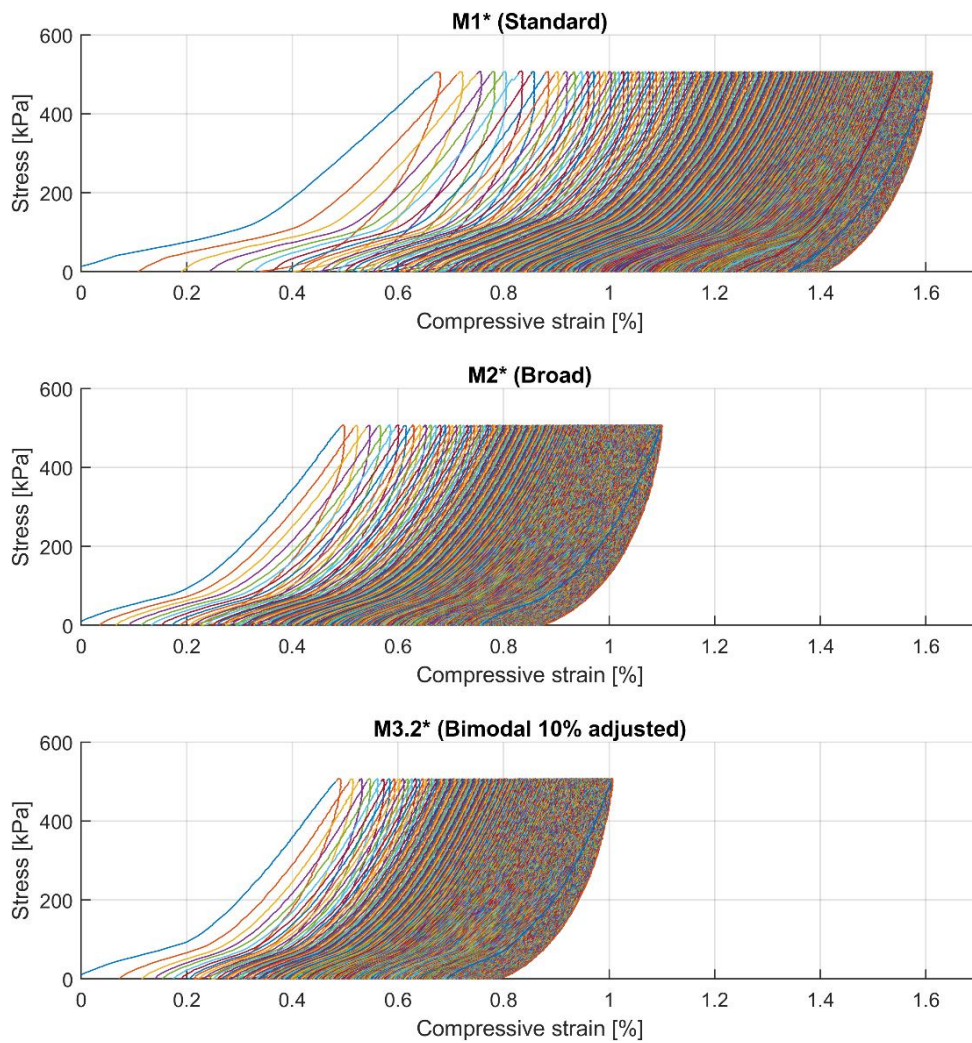 M1* (Standard)
600
400
200
0
Stress [kPa]
0 0.2 0.4 0.6 0.8 1 1.2 1.4 1.6
Compressive strain [%]
M2* (Broad)
600
400
200
0
Stress [kPa]
0 0.2 0.4 0.6 0.8 1 1.2 1.4 1.6
Compressive strain [%]
M3.2* (Bimodal 10% adjusted)
600
400
200
0
Stress [kPa]
0 0.2 0.4 0.6 0.8 1 1.2 1.4 1.6
Compressive strain [%]